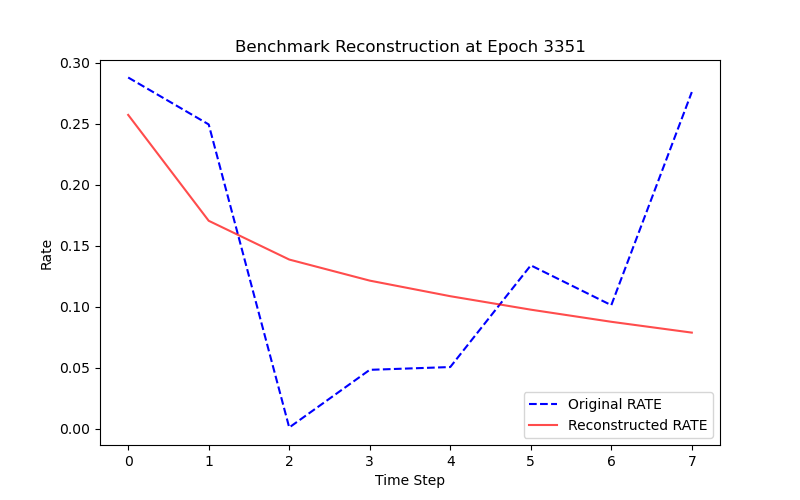 Benchmark Reconstruction at Epoch 3351
0.30
0.25
0.20
0.15
0.10
0.05
0.00
Rate
Original RATE
Reconstructed RATE
0 1 2 3 4 5 6 7
Time Step